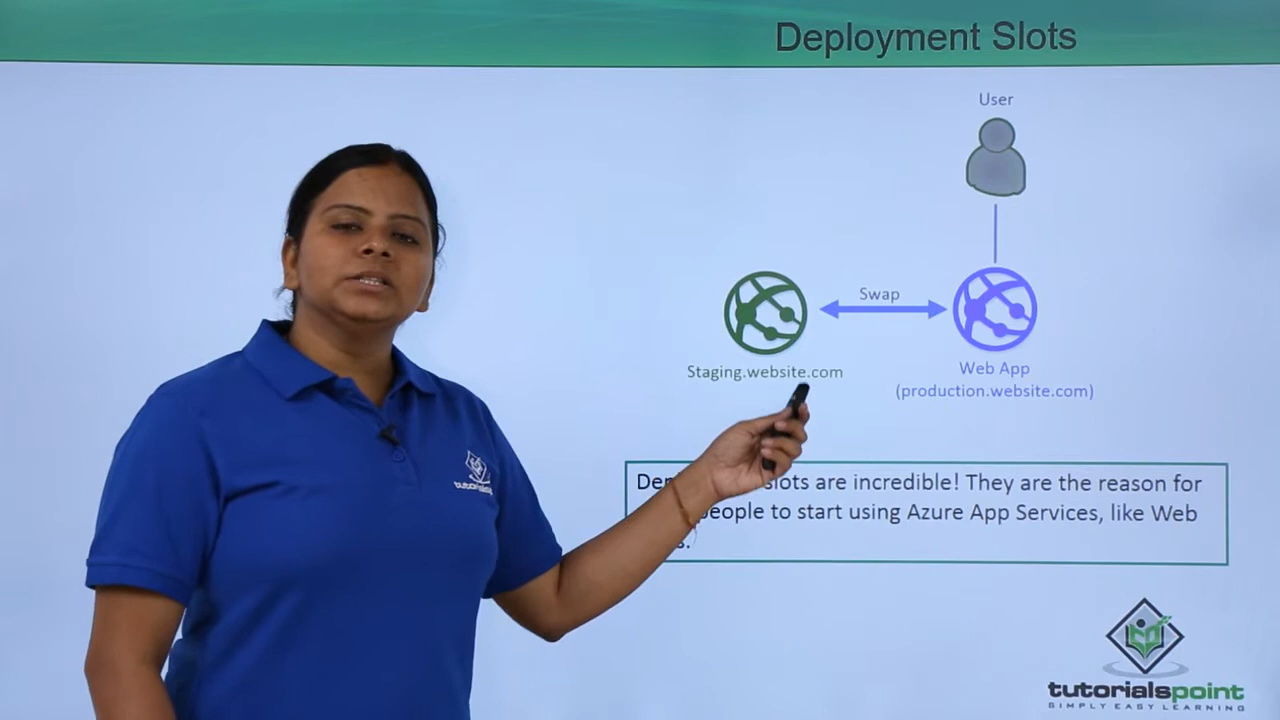 Deployment Slots
User
Swap
Staging.website.com
Web App
(production.website.com)
slots are incredible! They are the reason for
people to start using Azure App Services, like Web
tutorialspoint
tutorialspoint
SIMPLY EASY LEARNING